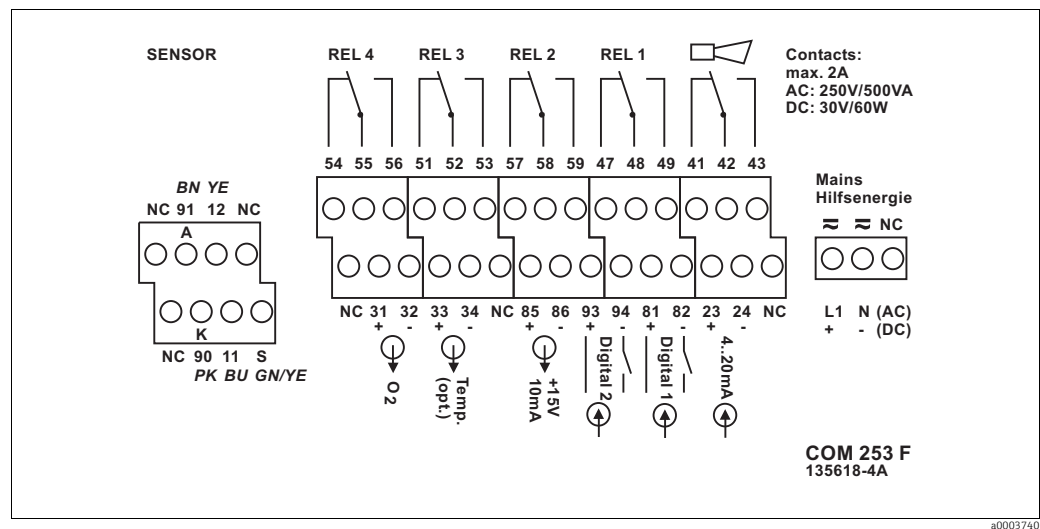 SENSOR REL 4 REL 3 REL 2 REL 1
Contacts:
max. 2A
AC: 250V/500VA
DC: 30V/60W
54 55 56 51 52 53 57 58 59 47 48 49 41 42 43
BN YE
NC 91 12 NC
A
K
NC 90 11 S
PK BU GN/YE
Mains
Hilfsenergie
≂ ≂ NC
L1 N (AC)
+ - (DC)
NC 31 32 33 34 NC 85 86 93 94 81 82 23 24 NC
+ - + - + - + - + - + -
O2
Temp.
(opt.)
+15V
10mA
Digital 2
Digital 1
4..20mA
COM 253 F
135618-4A
a0003740